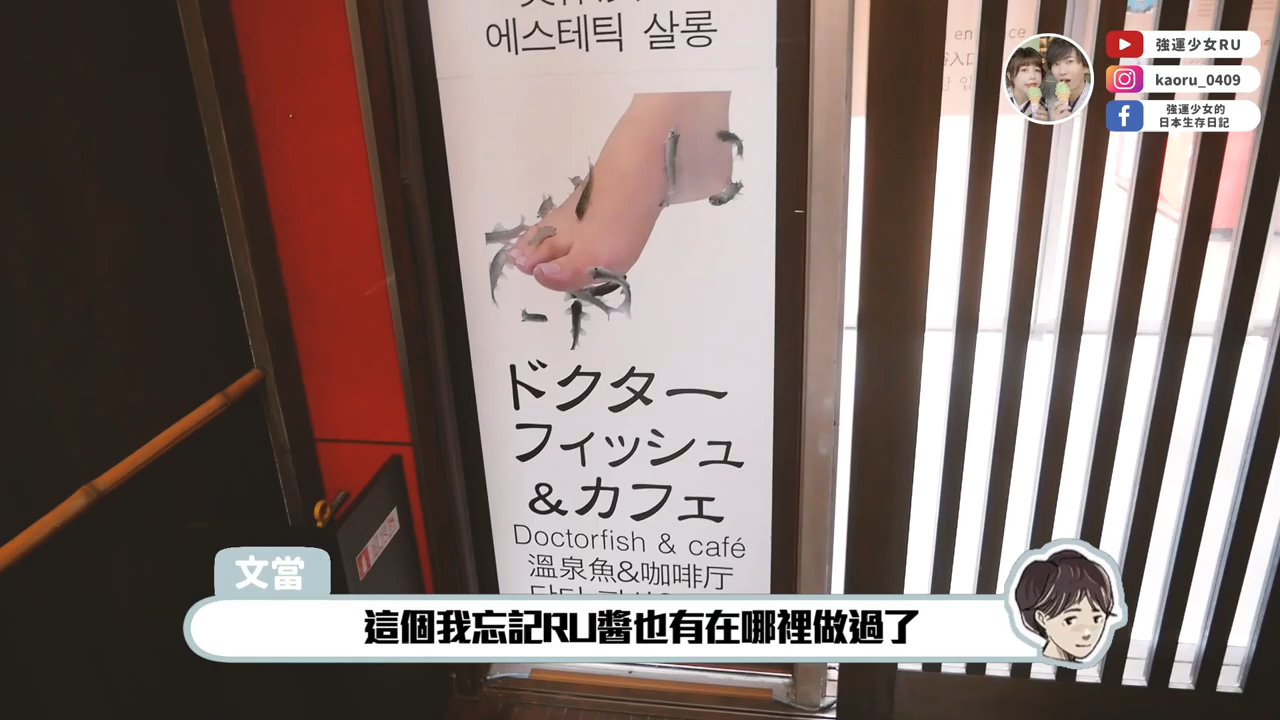 에스테틱 살롱
ドクター
フィッシュ
&カフェ
Doctorfish & café
溫泉魚&咖啡厅
強運少女RU
kaoru_0409
強運少女的
日本生存日記
文當
這個我忘記RU醬也有在哪裡做過了